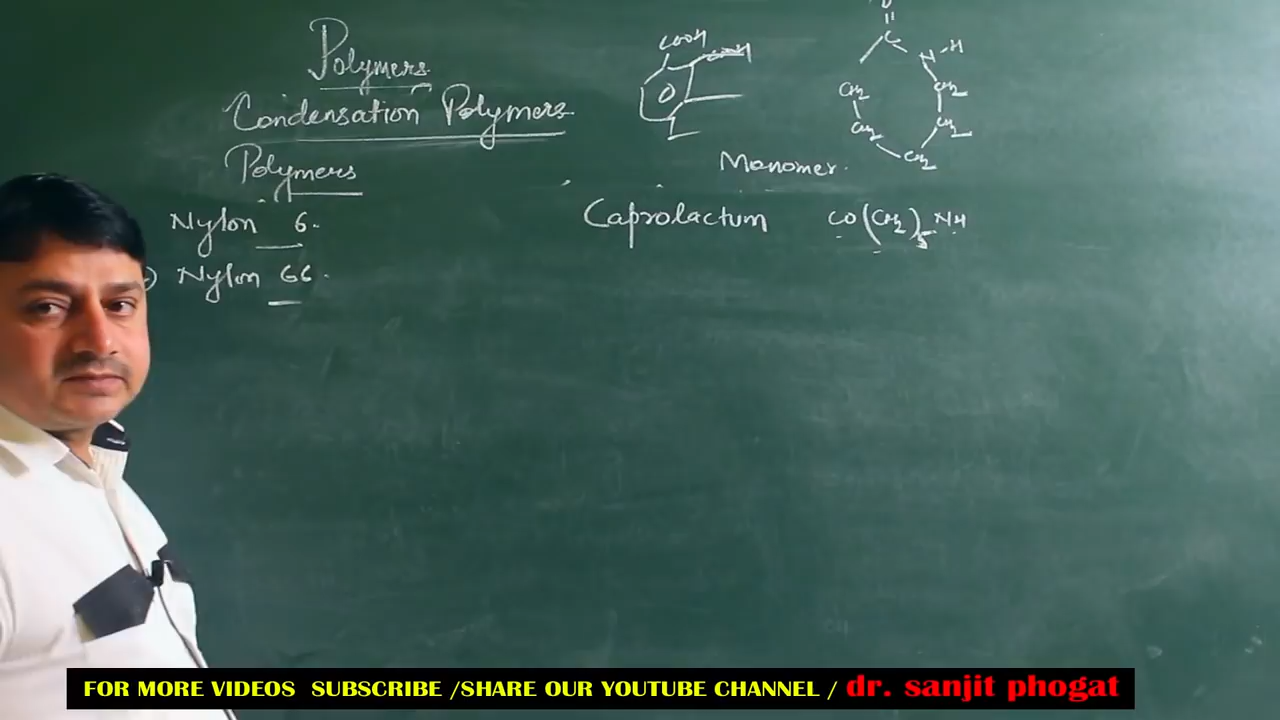 Polymers
Condensation Polymers
Polymers
Monomer.
Nylon 6.
Caprolactum CO(CH2)5NH
Nylon 66.
COOH
COOH
O
C
N-H
CH2
CH2
CH2
CH2
CH2
FOR MORE VIDEOS SUBSCRIBE /SHARE OUR YOUTUBE CHANNEL / dr. sanjit phogat